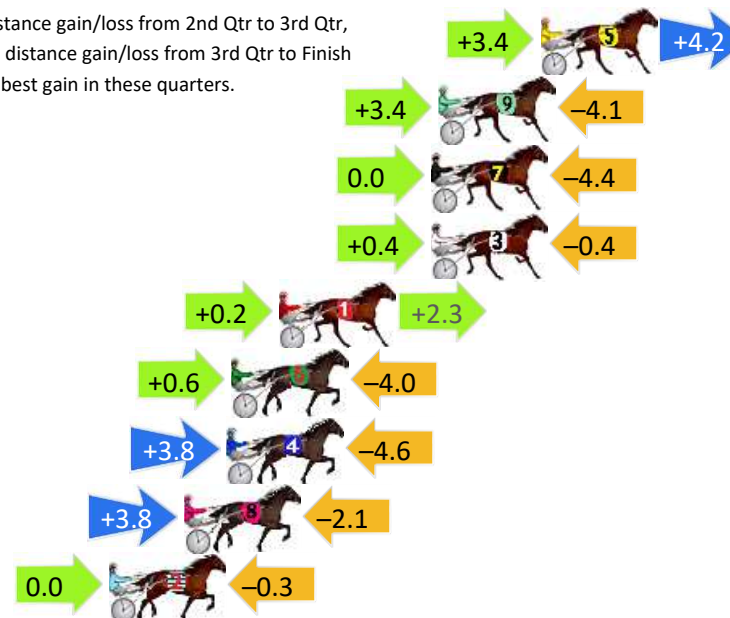 stance gain/loss from 2nd Qtr to 3rd Qtr,
distance gain/loss from 3rd Qtr to Finish
best gain in these quarters.
+3.4 5 +4.2
+3.4 9 –4.1
0.0 7 –4.4
+0.4 3 –0.4
+0.2 1 +2.3
+0.6 –4.0
+3.8 4 –4.6
+3.8 8 –2.1
0.0 –0.3